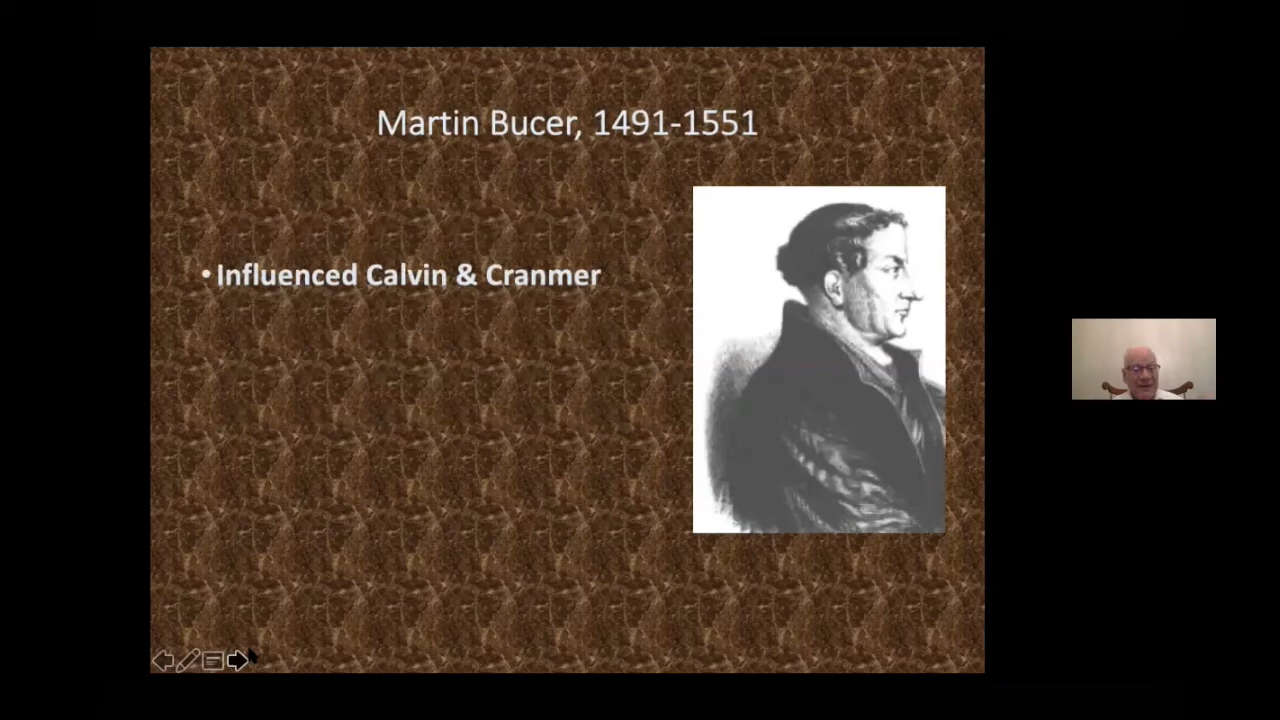 Martin Bucer, 1491-1551
• Influenced Calvin & Cranmer